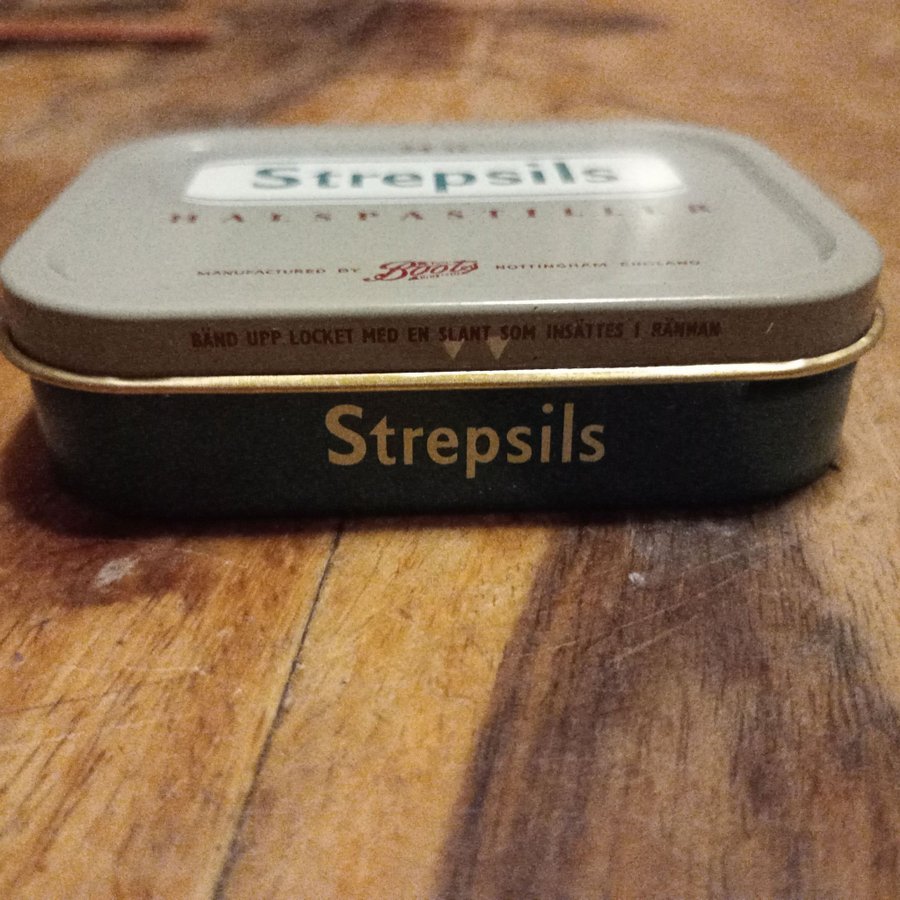 Strepsils
HALSPASTILLER
MANUFACTURED BY Boots NOTTINGHAM ENGLAND
BÄND UPP LOCKET MED EN SLANT SOM INSÄTTES I RÄNNAN
Strepsils